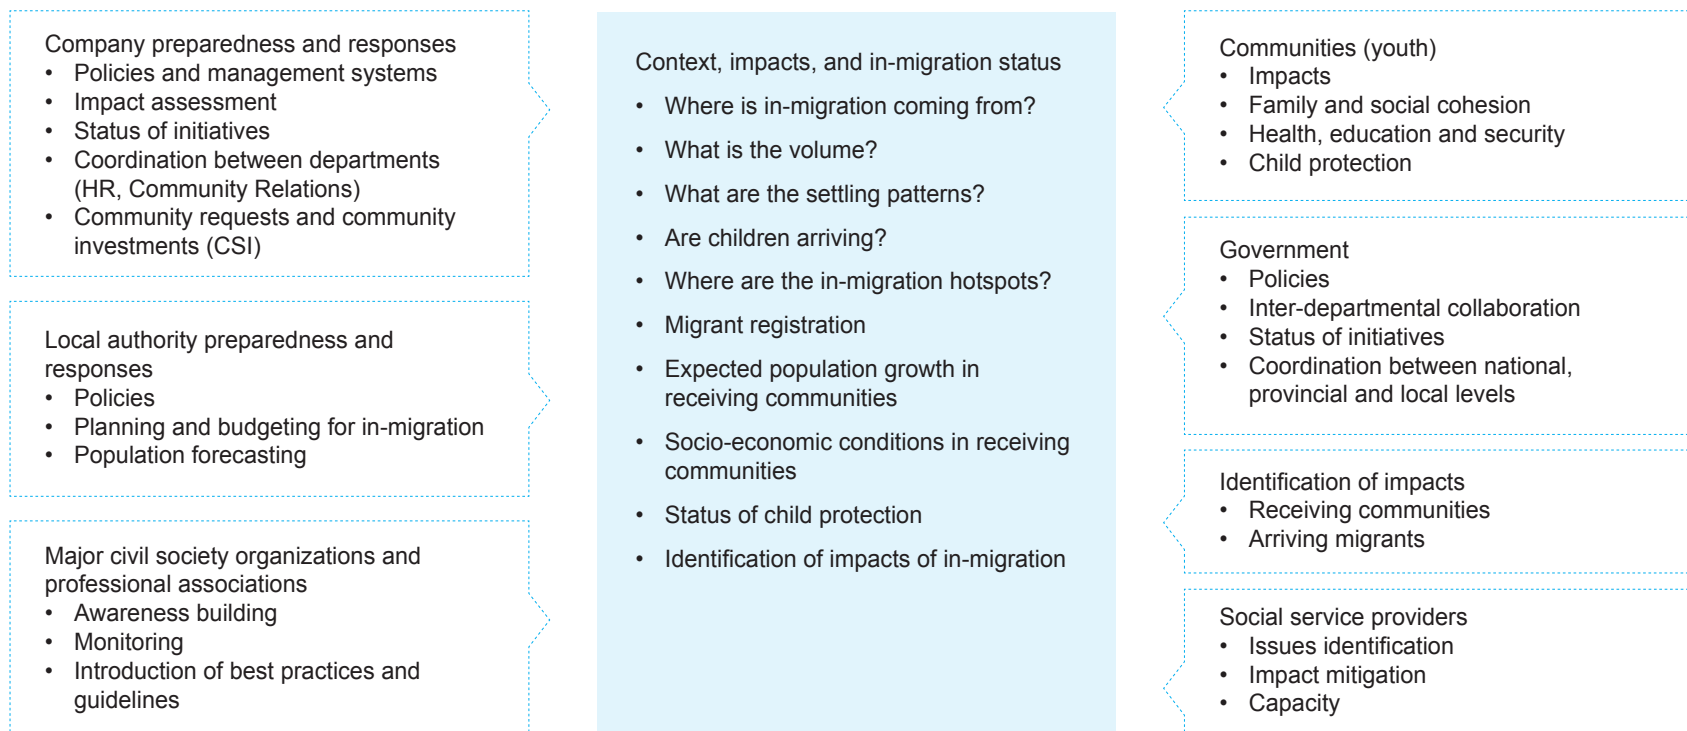 Company preparedness and responses
• Policies and management systems
• Impact assessment
• Status of initiatives
• Coordination between departments
(HR, Community Relations)
• Community requests and community
investments (CSI)
Local authority preparedness and
responses
• Policies
• Planning and budgeting for in-migration
• Population forecasting
Major civil society organizations and
professional associations
• Awareness building
• Monitoring
• Introduction of best practices and
guidelines
Context, impacts, and in-migration status
• Where is in-migration coming from?
• What is the volume?
• What are the settling patterns?
• Are children arriving?
• Where are the in-migration hotspots?
• Migrant registration
• Expected population growth in
receiving communities
• Socio-economic conditions in receiving
communities
• Status of child protection
• Identification of impacts of in-migration
Communities (youth)
• Impacts
• Family and social cohesion
• Health, education and security
• Child protection
Government
• Policies
• Inter-departmental collaboration
• Status of initiatives
• Coordination between national,
provincial and local levels
Identification of impacts
• Receiving communities
• Arriving migrants
Social service providers
• Issues identification
• Impact mitigation
• Capacity